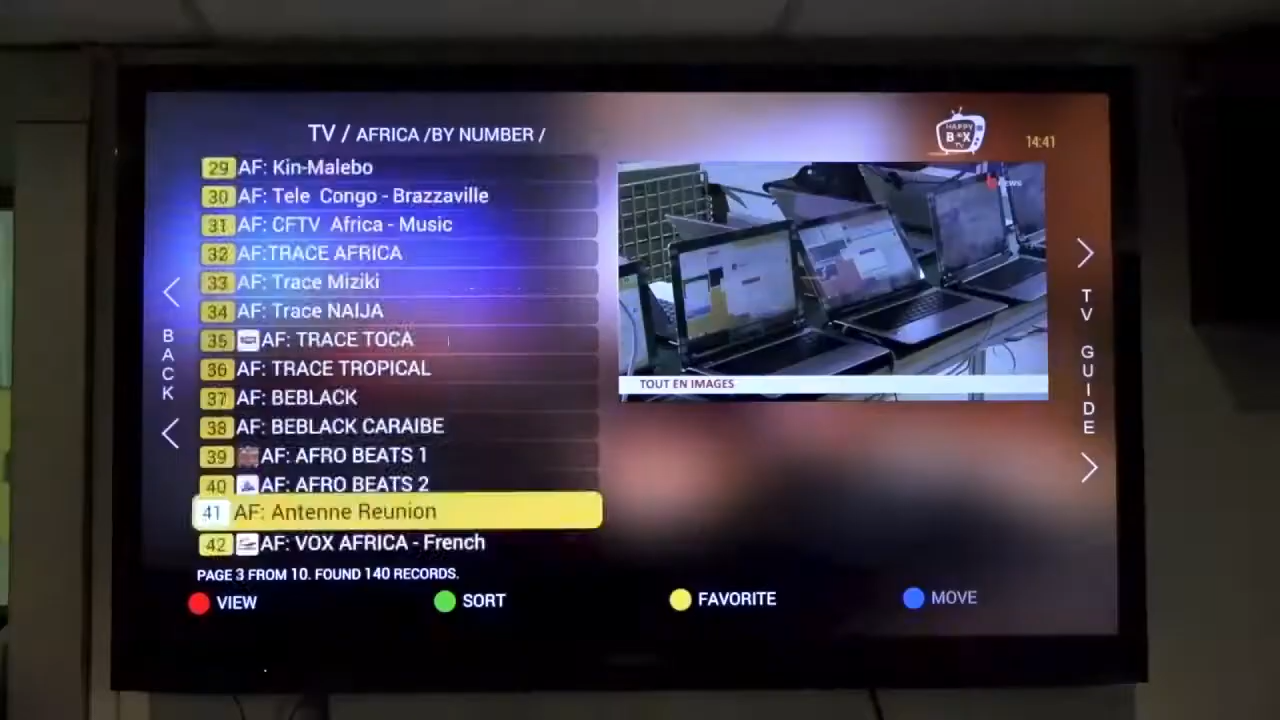 TV / AFRICA /BY NUMBER /
HAPPY
BOX
TV
14:41
29 AF: Kin-Malebo
30 AF: Tele Congo - Brazzaville
31 AF: CFTV Africa - Music
32 AF:TRACE AFRICA
33 AF: Trace Miziki
34 AF: Trace NAIJA
35 AF: TRACE TOCA
36 AF: TRACE TROPICAL
37 AF: BEBLACK
38 AF: BEBLACK CARAIBE
39 AF: AFRO BEATS 1
40 AF: AFRO BEATS 2
41 AF: Antenne Reunion
42 AF: VOX AFRICA - French
PAGE 3 FROM 10. FOUND 140 RECORDS.
VIEW
SORT
FAVORITE
MOVE
BACK
NEWS
TOUT EN IMAGES
TV GUIDE